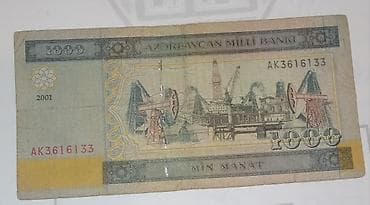 1000 AZƏRBAYCAN MİLLİ BANKI
AK3616133
2001
1000
AK3616133
MİN MANAT